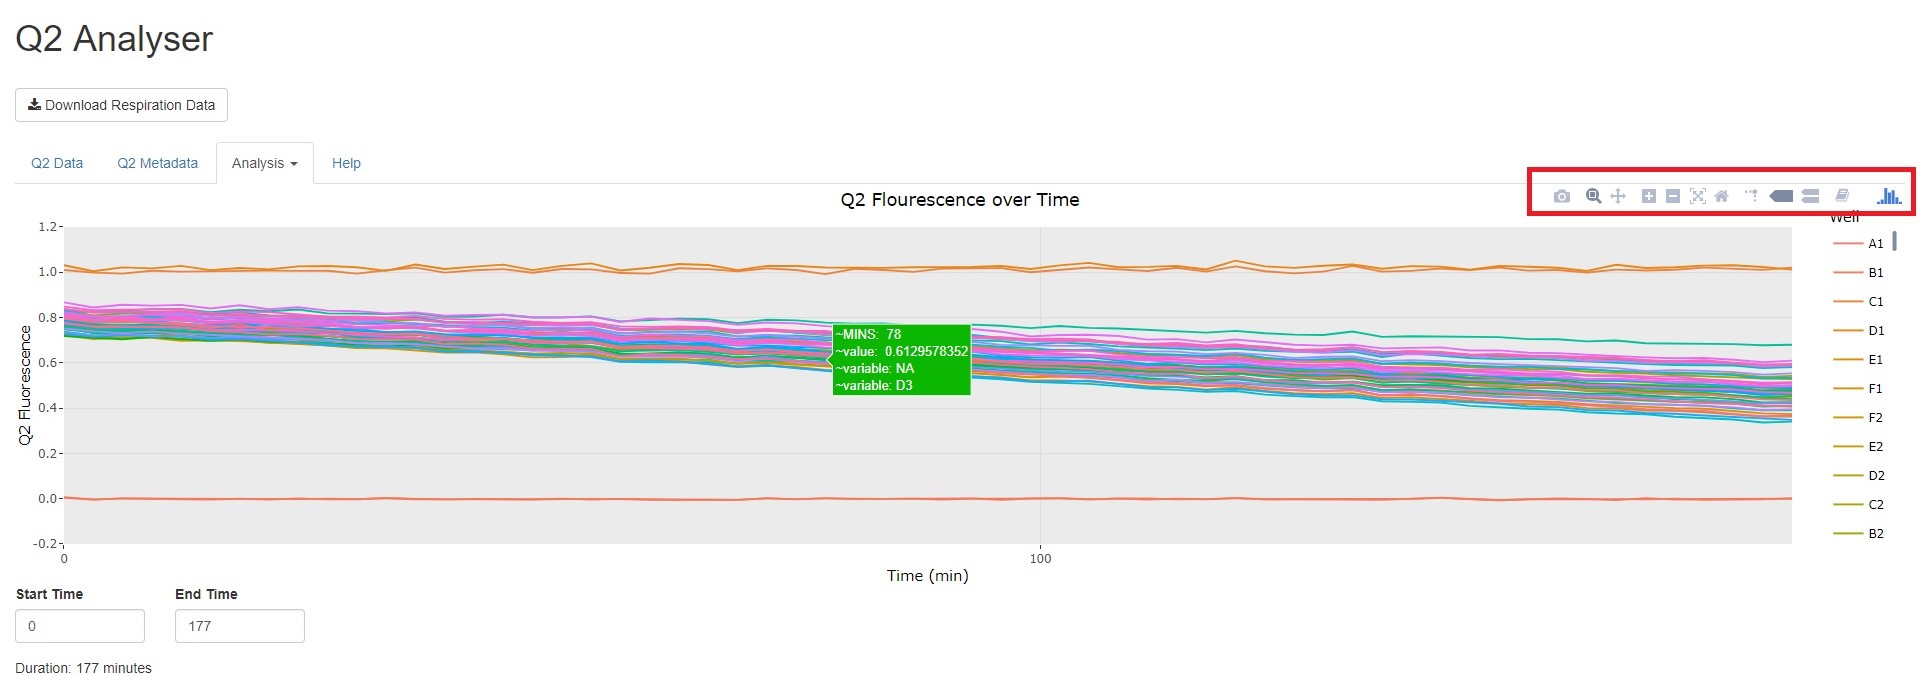 Q2 Analyser
Download Respiration Data
Q2 Data Q2 Metadata Analysis Help
Q2 Flourescence over Time
Well
A1
B1
C1
D1
E1
F1
F2
E2
D2
C2
B2
1.2
1.0
0.8
0.6
0.4
0.2
0.0
-0.2
Q2 Fluorescence
~MINS: 78
~value: 0.6129578352
~variable: NA
~variable: D3
0 100
Time (min)
Start Time End Time
0 177
Duration: 177 minutes